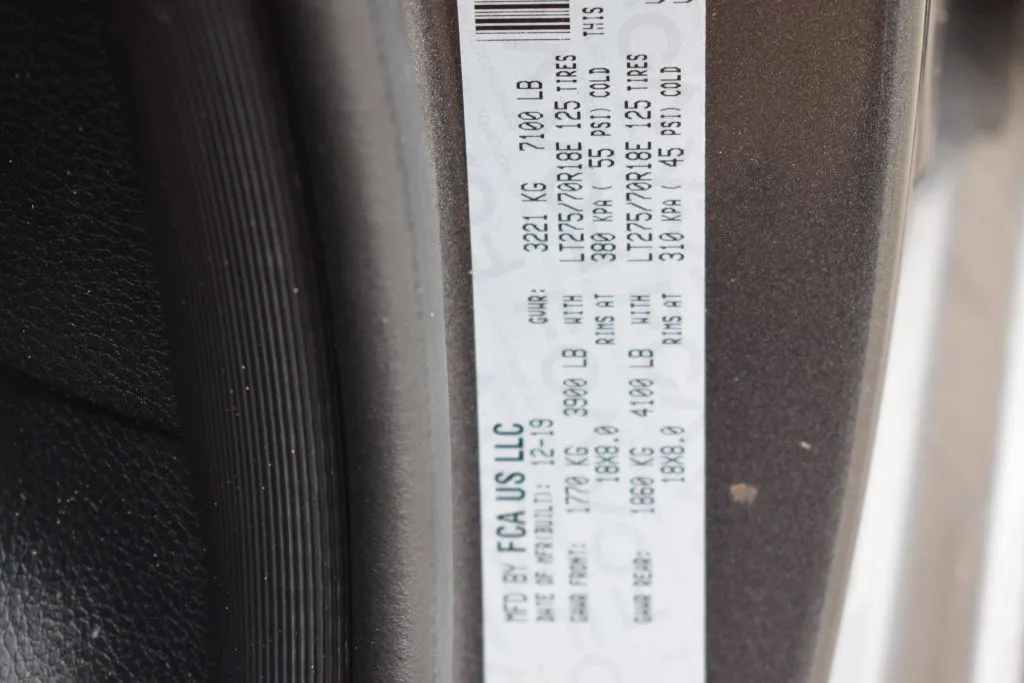 MFD BY FCA US LLC
DATE OF MFR(BUILT): 12-19 GVWR: 3221 KG 7100 LB
GAWR FRONT: 1770 KG 3900 LB WITH LT275/70R18E 125 TIRES
18X8.0 RIMS AT 380 KPA ( 55 PSI) COLD THIS
GAWR REAR: 1860 KG 4100 LB WITH LT275/70R18E 125 TIRES
18X8.0 RIMS AT 310 KPA ( 45 PSI) COLD